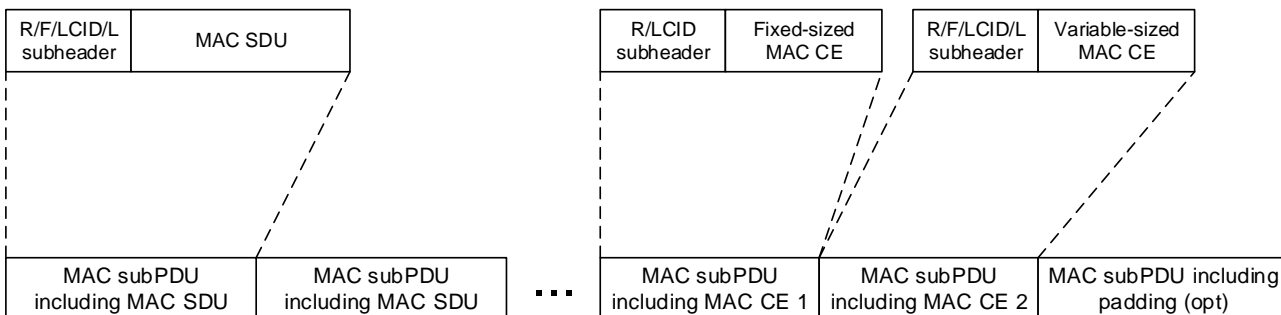 R/F/LCID/L
subheader
MAC SDU
R/LCID
subheader
Fixed-sized
MAC CE
R/F/LCID/L
subheader
Variable-sized
MAC CE
MAC subPDU
including MAC SDU
MAC subPDU
including MAC SDU
...
MAC subPDU
including MAC CE 1
MAC subPDU
including MAC CE 2
MAC subPDU including
padding (opt)